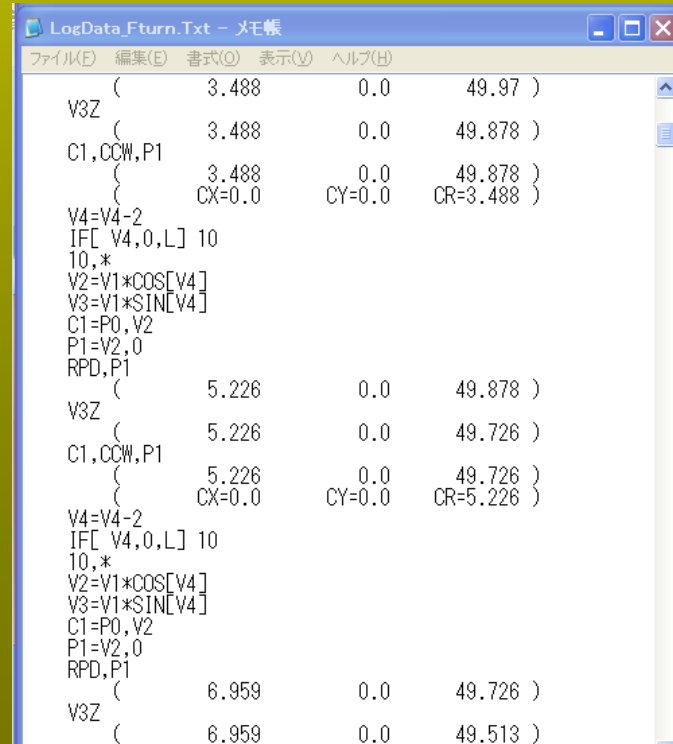 LogData_Fturn.Txt - メモ帳
ファイル(F) 編集(E) 書式(O) 表示(V) ヘルプ(H)
( 3.488 0.0 49.97 )
V3Z
( 3.488 0.0 49.878 )
C1,CCW,P1
( 3.488 0.0 49.878 )
( CX=0.0 CY=0.0 CR=3.488 )
V4=V4-2
IF[ V4,0,L] 10
10,*
V2=V1*COS[V4]
V3=V1*SIN[V4]
C1=P0,V2
P1=V2,0
RPD,P1
( 5.226 0.0 49.878 )
V3Z
( 5.226 0.0 49.726 )
C1,CCW,P1
( 5.226 0.0 49.726 )
( CX=0.0 CY=0.0 CR=5.226 )
V4=V4-2
IF[ V4,0,L] 10
10,*
V2=V1*COS[V4]
V3=V1*SIN[V4]
C1=P0,V2
P1=V2,0
RPD,P1
( 6.959 0.0 49.726 )
V3Z
( 6.959 0.0 49.513 )